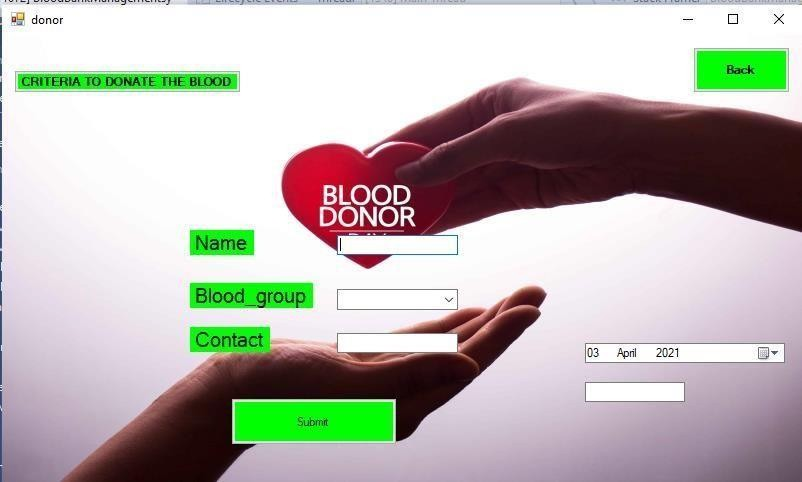 donor
CRITERIA TO DONATE THE BLOOD
Back
BLOOD
DONOR
Name
Blood_group
Contact
03 April 2021
Submit